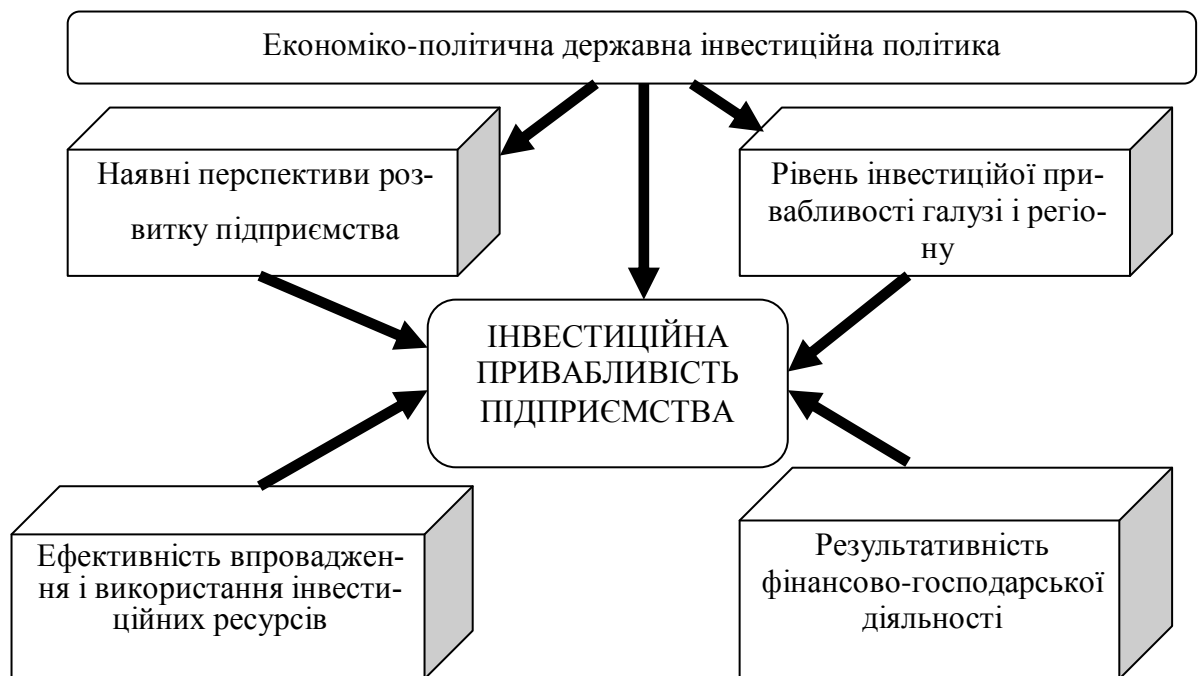 Економіко-політична державна інвестиційна політика
Наявні перспективи роз-
витку підприємства
Рівень інвестиційої при-
вабливості галузі і регіо-
ну
ІНВЕСТИЦІЙНА
ПРИВАБЛИВІСТЬ
ПІДПРИЄМСТВА
Ефективність впроваджен-
ня і використання інвести-
ційних ресурсів
Результативність
фінансово-господарської
діяльності